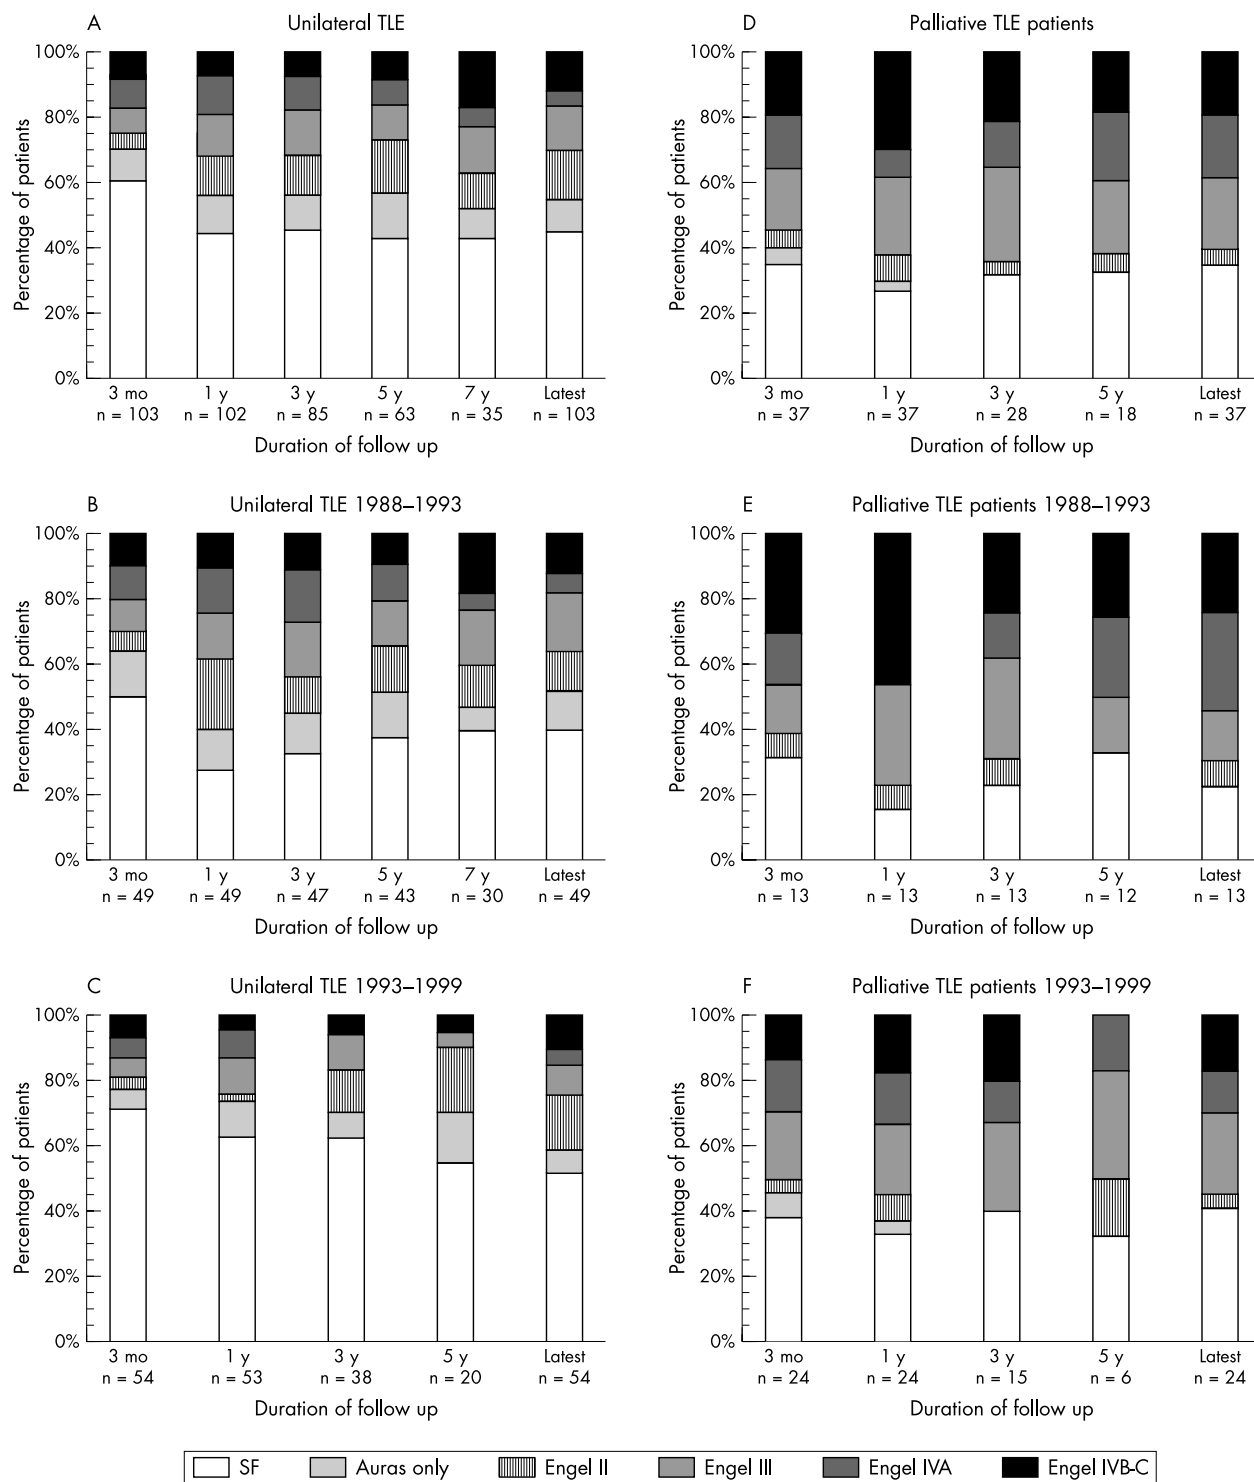 A
Unilateral TLE
100%
80%
60%
40%
20%
0%
Percentage of patients
3 mo 1 y 3 y 5 y 7 y Latest
n = 103 n = 102 n = 85 n = 63 n = 35 n = 103
Duration of follow up
D
Palliative TLE patients
100%
80%
60%
40%
20%
0%
Percentage of patients
3 mo 1 y 3 y 5 y Latest
n = 37 n = 37 n = 28 n = 18 n = 37
Duration of follow up
B
Unilateral TLE 1988–1993
100%
80%
60%
40%
20%
0%
Percentage of patients
3 mo 1 y 3 y 5 y 7 y Latest
n = 49 n = 49 n = 47 n = 43 n = 30 n = 49
Duration of follow up
E
Palliative TLE patients 1988–1993
100%
80%
60%
40%
20%
0%
Percentage of patients
3 mo 1 y 3 y 5 y Latest
n = 13 n = 13 n = 13 n = 12 n = 13
Duration of follow up
C
Unilateral TLE 1993–1999
100%
80%
60%
40%
20%
0%
Percentage of patients
3 mo 1 y 3 y 5 y Latest
n = 54 n = 53 n = 38 n = 20 n = 54
Duration of follow up
F
Palliative TLE patients 1993–1999
100%
80%
60%
40%
20%
0%
Percentage of patients
3 mo 1 y 3 y 5 y Latest
n = 24 n = 24 n = 15 n = 6 n = 24
Duration of follow up
SF Auras only Engel II Engel III Engel IVA Engel IVB-C